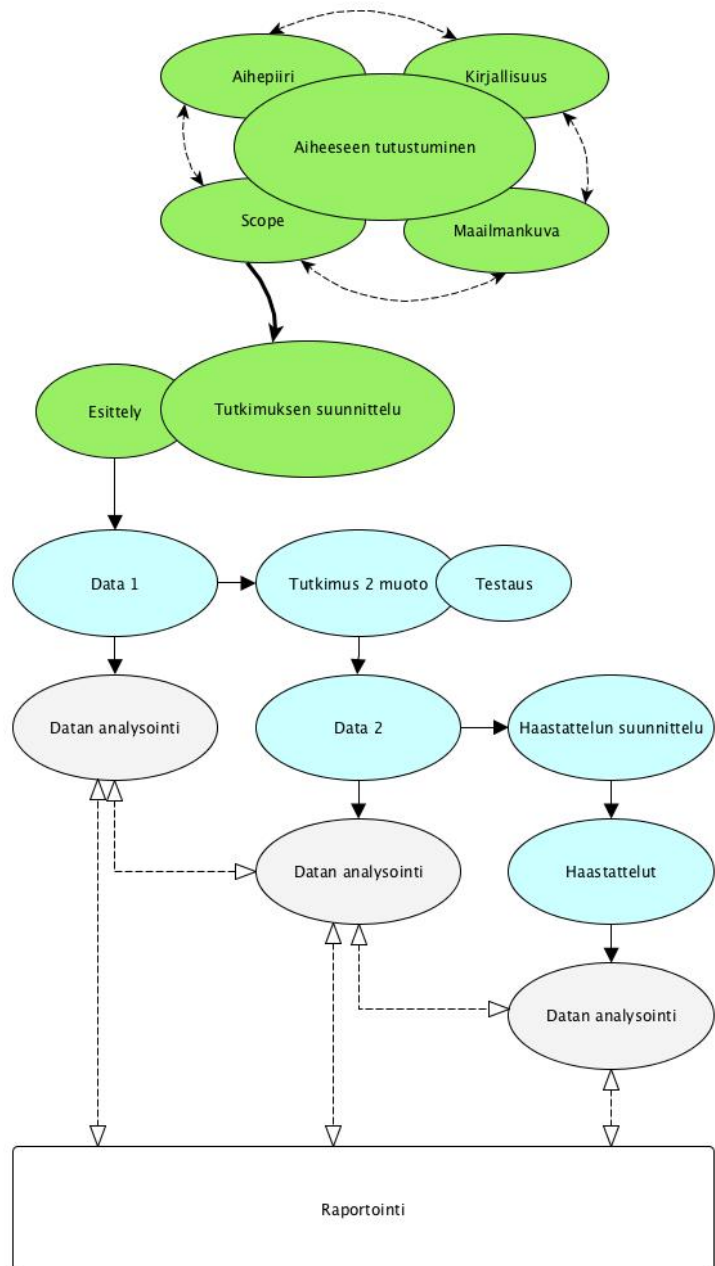 Aihepiiri
Kirjallisuus
Aiheeseen tutustuminen
Scope
Maailmankuva
Esittely
Tutkimuksen suunnittelu
Data 1
Tutkimus 2 muoto
Testaus
Datan analysointi
Data 2
Haastattelun suunnittelu
Datan analysointi
Haastattelut
Datan analysointi
Raportointi